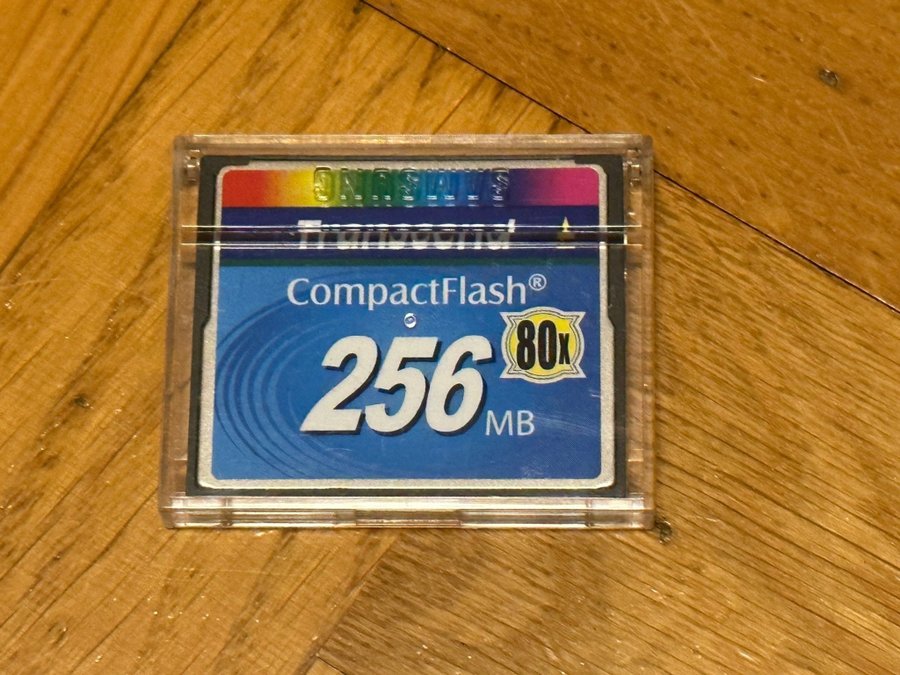 Transcend
CompactFlash®
80x
256
MB